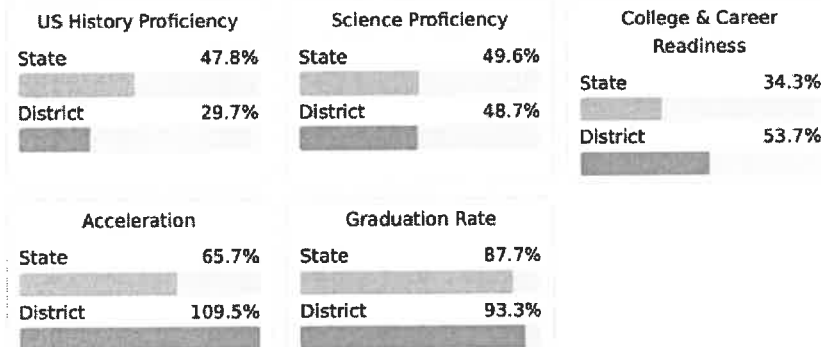 US History Proficiency
State 47.8%
District 29.7%
Science Proficiency
State 49.6%
District 48.7%
College & Career
Readiness
State 34.3%
District 53.7%
Acceleration
State 65.7%
District 109.5%
Graduation Rate
State 87.7%
District 93.3%